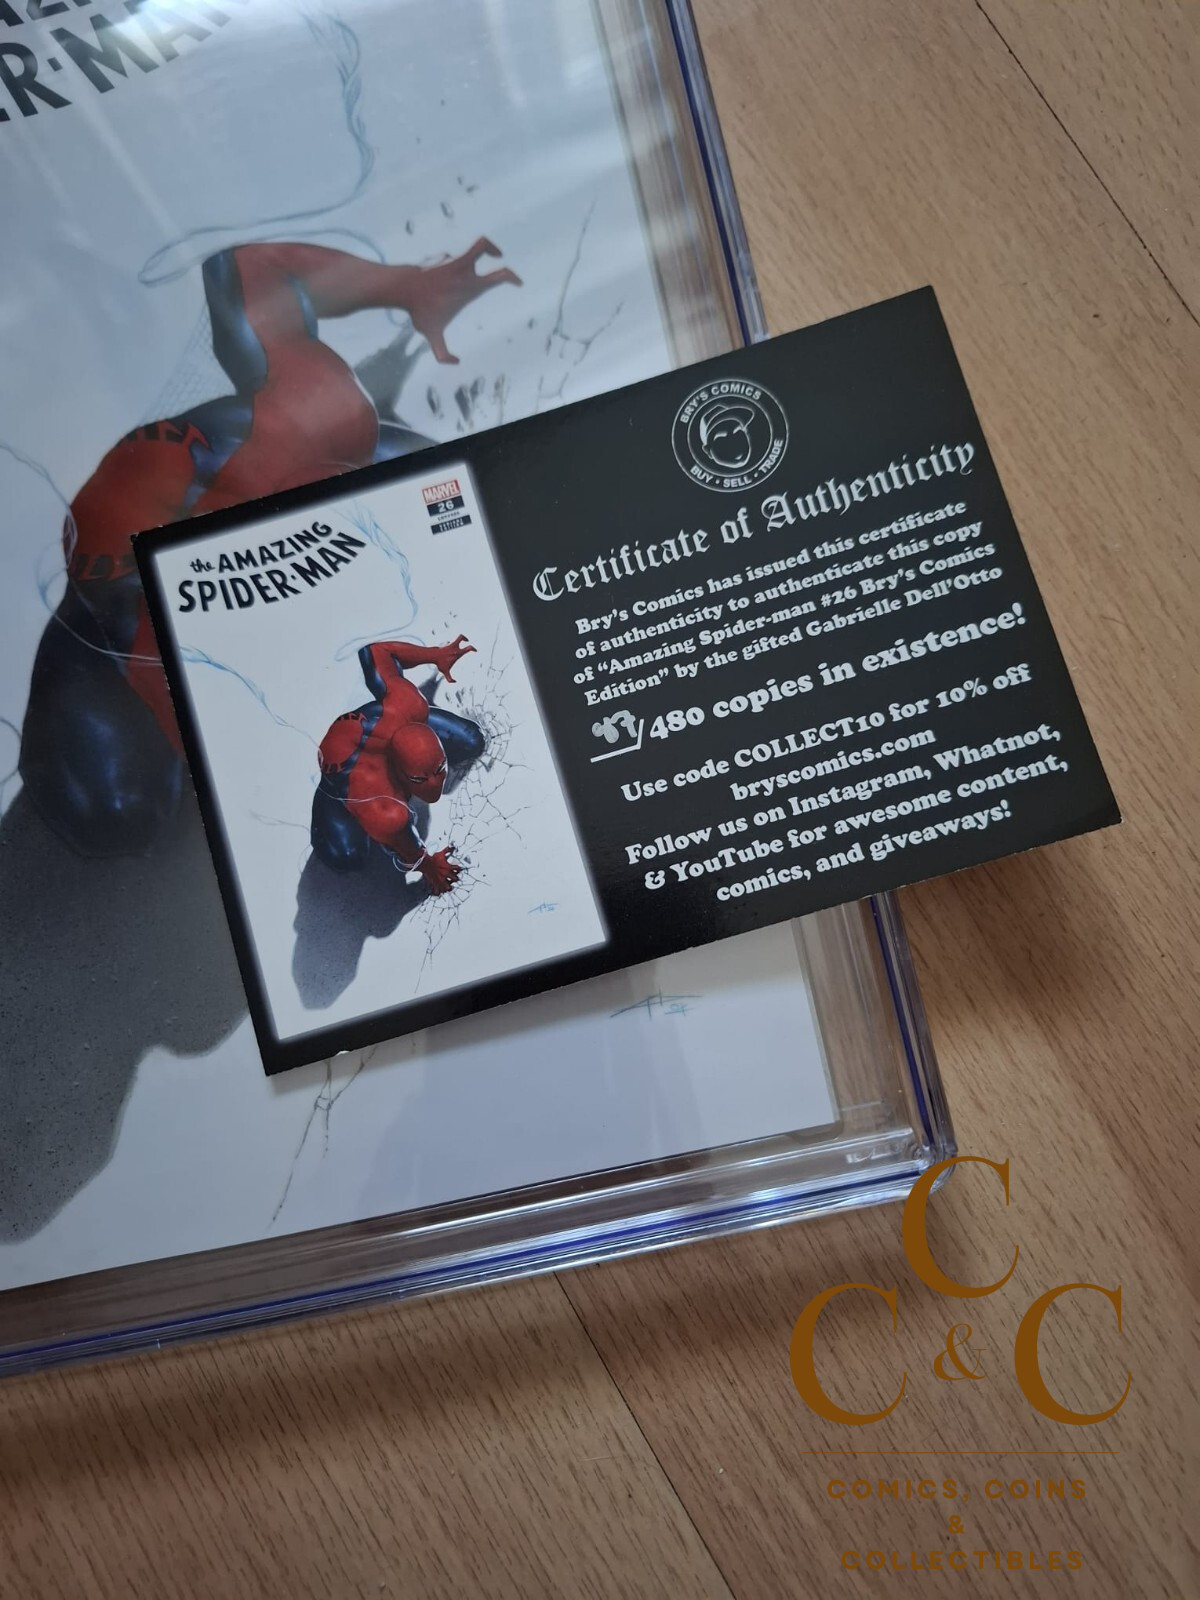 AMAZING
SPIDER-MAN
BRY'S COMICS
BUY • SELL • TRADE
Certificate of Authenticity
Bry's Comics has issued this certificate
of authenticity to authenticate this copy
of “Amazing Spider-man #26 Bry's Comics
Edition” by the gifted Gabrielle Dell'Otto
/480 copies in existence!
Use code COLLECT10 for 10% off
bryscomics.com
Follow us on Instagram, Whatnot,
& YouTube for awesome content,
comics, and giveaways!
MARVEL
26
the AMAZING
SPIDER-MAN
C
C & C
COMICS, COINS
&
COLLECTIBLES